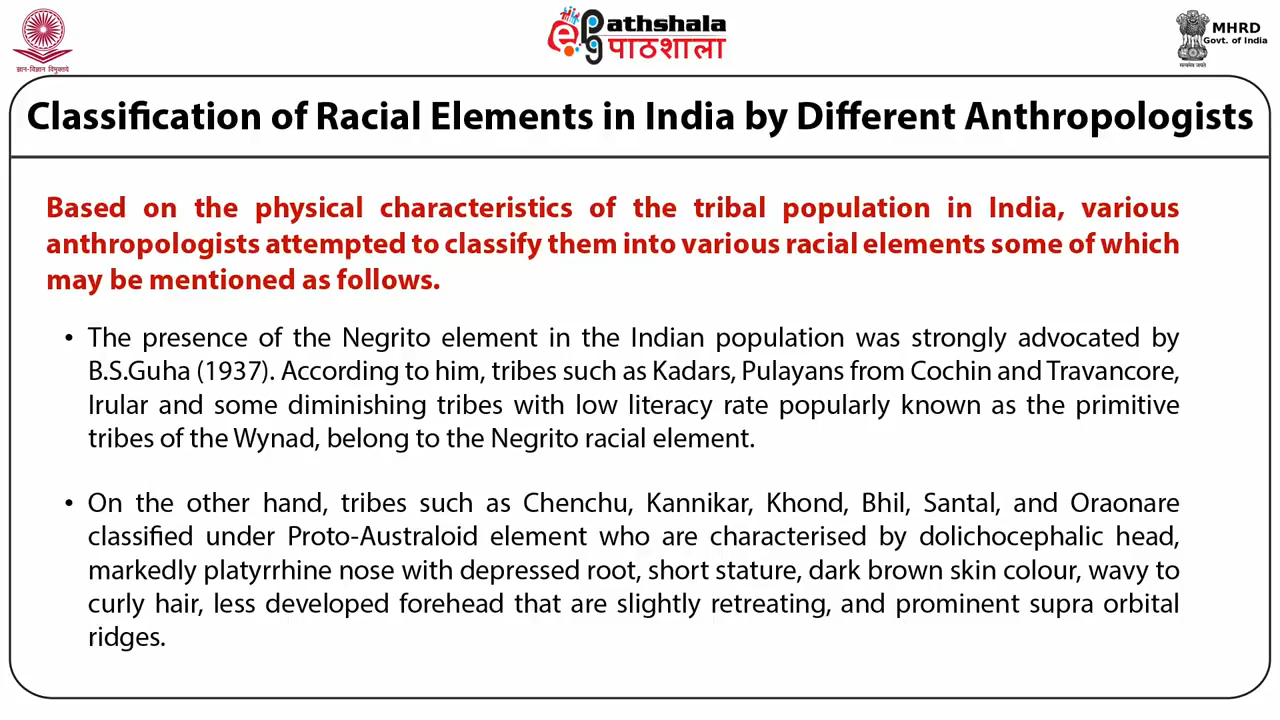 ज्ञान-विज्ञान विमुक्तये
epg
Pathshala
पाठशाला
MHRD
Govt. of India
सत्यमेव जयते
Classification of Racial Elements in India by Different Anthropologists
Based on the physical characteristics of the tribal population in India, various
anthropologists attempted to classify them into various racial elements some of which
may be mentioned as follows.
• The presence of the Negrito element in the Indian population was strongly advocated by
B.S.Guha (1937). According to him, tribes such as Kadars, Pulayans from Cochin and Travancore,
Irular and some diminishing tribes with low literacy rate popularly known as the primitive
tribes of the Wynad, belong to the Negrito racial element.
• On the other hand, tribes such as Chenchu, Kannikar, Khond, Bhil, Santal, and Oraonare
classified under Proto-Australoid element who are characterised by dolichocephalic head,
markedly platyrrhine nose with depressed root, short stature, dark brown skin colour, wavy to
curly hair, less developed forehead that are slightly retreating, and prominent supra orbital
ridges.